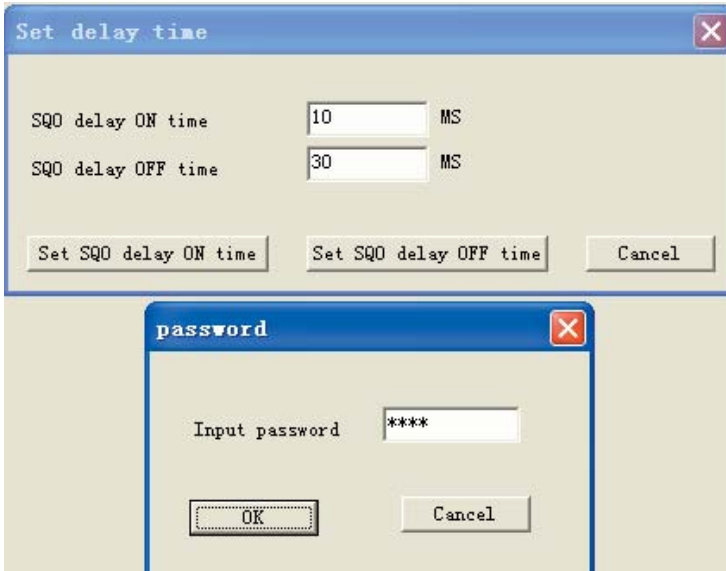 Set delay time
SQO delay ON time 10 MS
SQO delay OFF time 30 MS
Set SQO delay ON time Set SQO delay OFF time Cancel
password
Input password ****
OK Cancel